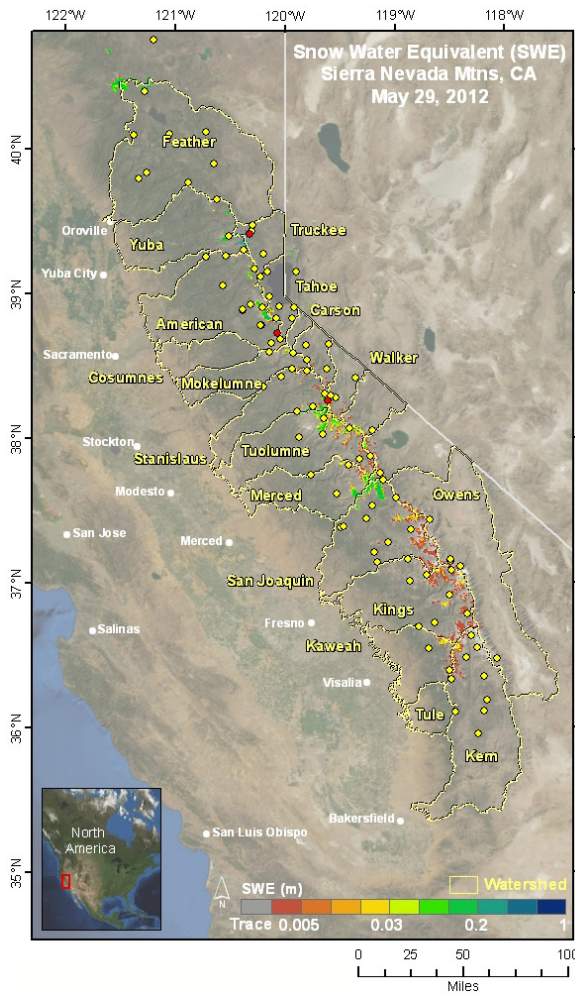 122°W 121°W 120°W 119°W 118°W
Snow Water Equivalent (SWE)
Sierra Nevada Mtns, CA
May 29, 2012
40°N
39°N
38°N
37°N
36°N
35°N
Feather
Oroville
Truckee
Yuba
Yuba City
Tahoe
Carson
American
Sacramento
Walker
Cosumnes
Mokelumne
Stockton
Stanislaus
Tuolumne
Modesto
Merced
Owens
San Jose
Merced
San Joaquin
Kings
Fresno
Salinas
Kaweah
Visalia
Tule
Kern
North
America
Bakersfield
San Luis Obispo
N
SWE (m)
Watershed
Trace 0.005 0.03 0.2 1
0 25 50 100
Miles